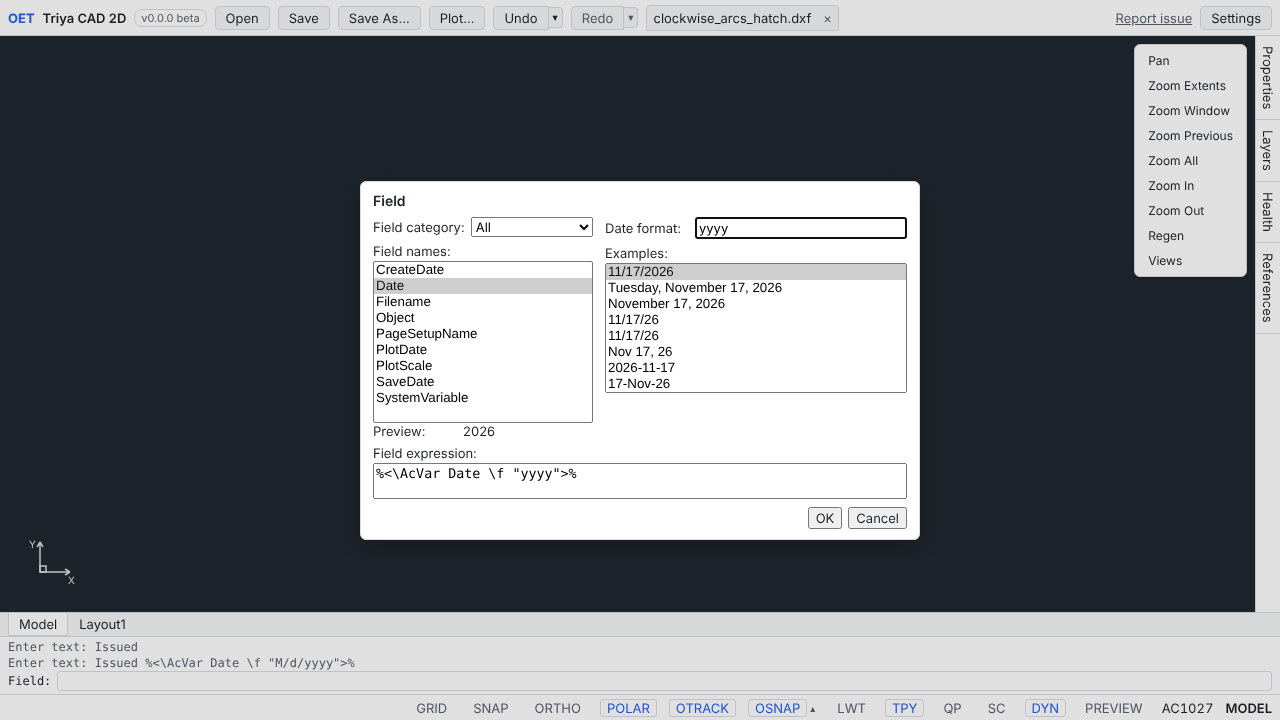 OET Triya CAD 2D v0.0.0 beta Open Save Save As... Plot... Undo ▾ Redo ▾ clockwise_arcs_hatch.dxf × Report issue Settings
Pan
Zoom Extents
Zoom Window
Zoom Previous
Zoom All
Zoom In
Zoom Out
Regen
Views
Properties
Layers
Health
References
Field
Field category: All
Date format: yyyy
Field names:
CreateDate
Date
Filename
Object
PageSetupName
PlotDate
PlotScale
SaveDate
SystemVariable
Examples:
11/17/2026
Tuesday, November 17, 2026
November 17, 2026
11/17/26
11/17/26
Nov 17, 26
2026-11-17
17-Nov-26
Preview: 2026
Field expression:
%<\AcVar Date \f "yyyy">%
OK Cancel
Y
X
Model Layout1
Enter text: Issued
Enter text: Issued %<\AcVar Date \f "M/d/yyyy">%
Field:
GRID SNAP ORTHO POLAR OTRACK OSNAP ▴ LWT TPY QP SC DYN PREVIEW AC1027 MODEL